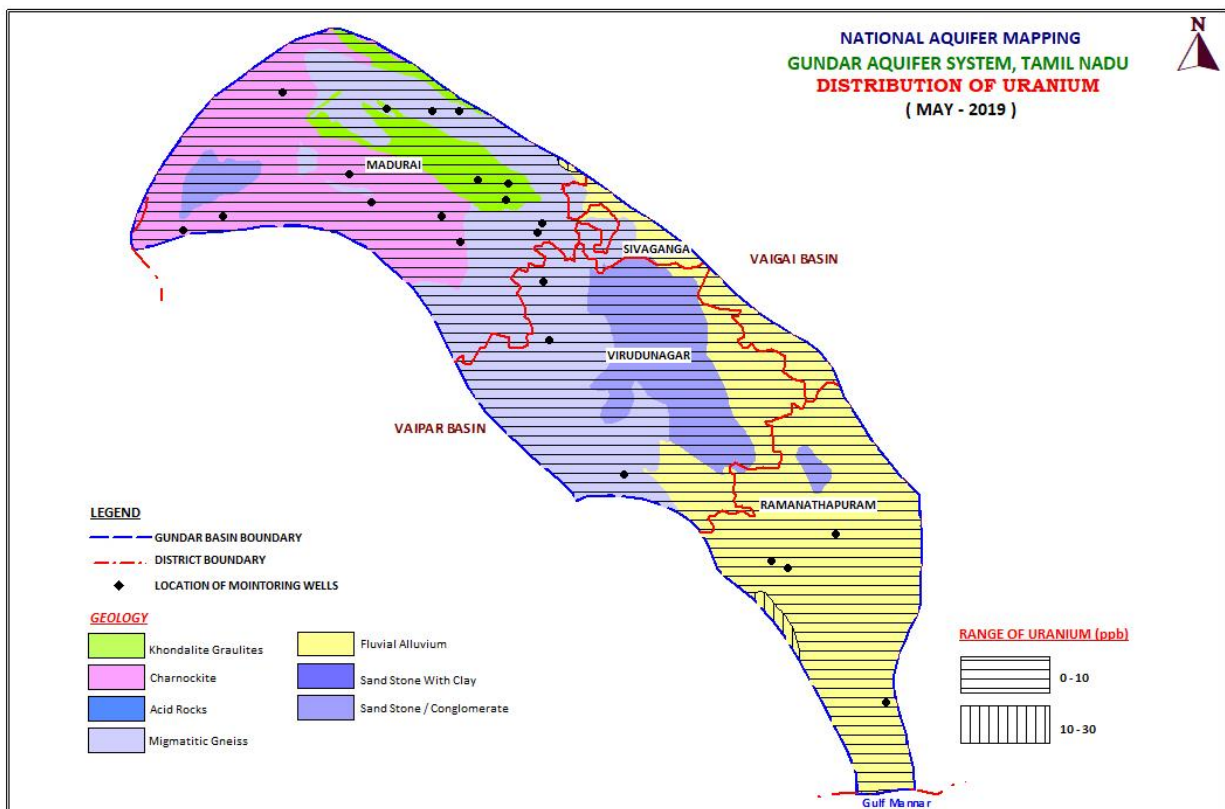 N
NATIONAL AQUIFER MAPPING
GUNDAR AQUIFER SYSTEM, TAMIL NADU
DISTRIBUTION OF URANIUM
( MAY - 2019 )
MADURAI
SIVAGANGA
VAIGAI BASIN
VIRUDUNAGAR
VAIPAR BASIN
RAMANATHAPURAM
LEGEND
GUNDAR BASIN BOUNDARY
DISTRICT BOUNDARY
LOCATION OF MOINTORING WELLS
GEOLOGY
Khondalite Graulites
Charnockite
Acid Rocks
Migmatitic Gneiss
Fluvial Alluvium
Sand Stone With Clay
Sand Stone / Conglomerate
RANGE OF URANIUM (ppb)
0 - 10
10 - 30
Gulf Mannar